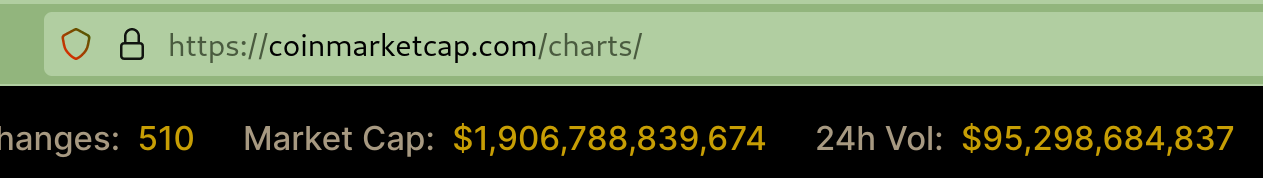 https://coinmarketcap.com/charts/
hanges: 510 Market Cap: $1,906,788,839,674 24h Vol: $95,298,684,837